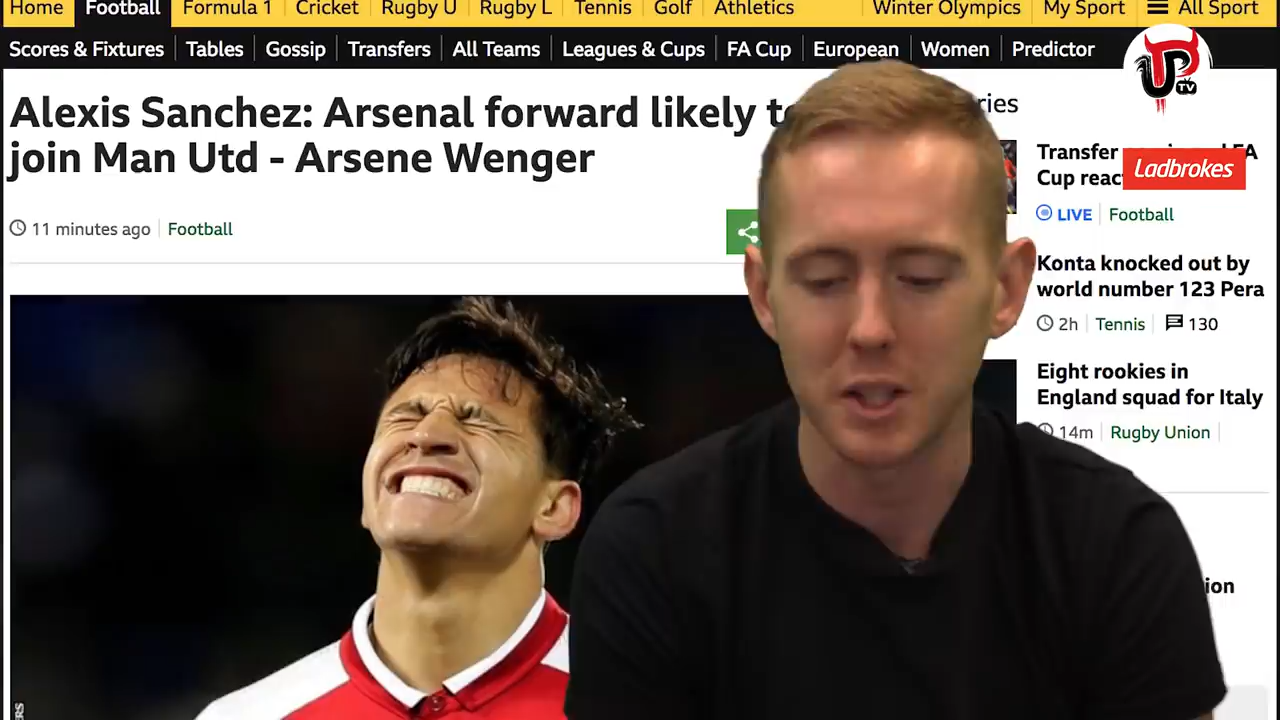 Home Football Formula 1 Cricket Rugby U Rugby L Tennis Golf Athletics Winter Olympics My Sport All Sport
Scores & Fixtures Tables Gossip Transfers All Teams Leagues & Cups FA Cup European Women Predictor
UP
TV
Alexis Sanchez: Arsenal forward likely
join Man Utd - Arsene Wenger
11 minutes ago Football
Transfer
Cup
Ladbrokes
LIVE Football
Konta knocked out by
world number 123 Pera
2h Tennis 130
Eight rookies in
England squad for Italy
14m Rugby Union